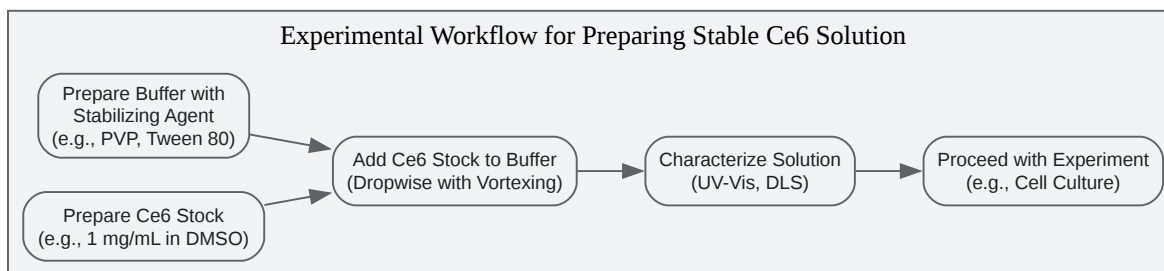 Experimental Workflow for Preparing Stable Ce6 Solution
Prepare Buffer with
Stabilizing Agent
(e.g., PVP, Tween 80)
Prepare Ce6 Stock
(e.g., 1 mg/mL in DMSO)
Add Ce6 Stock to Buffer
(Dropwise with Vortexing)
Characterize Solution
(UV-Vis, DLS)
Proceed with Experiment
(e.g., Cell Culture)